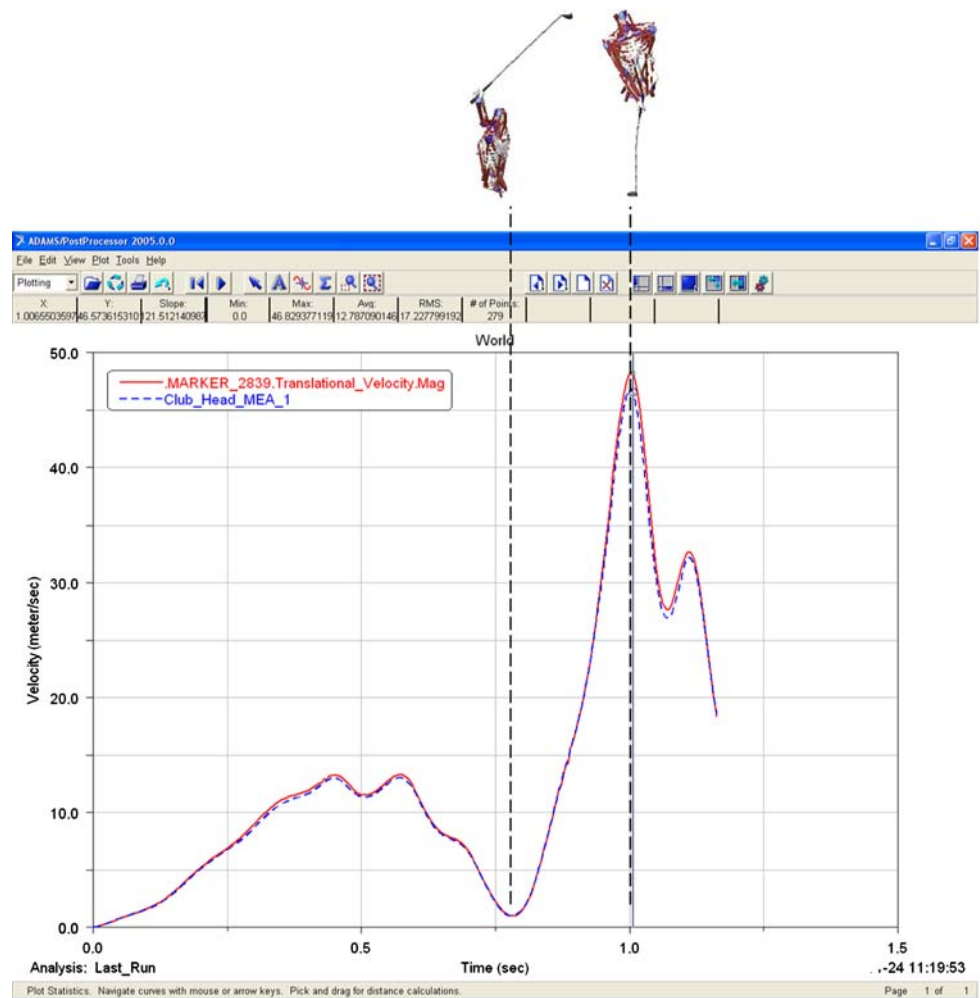 ADAMS/PostProcessor 2005.0.0
File Edit View Plot Tools Help
Plotting
X: Y: Slope: Min: Max: Avg: RMS: # of Points:
1.0065503597 46.573615310 121.512140987 0.0 46.829377119 12.787090146 17.227799192 279
World
50.0
.MARKER_2839.Translational_Velocity.Mag
Club_Head_MEA_1
40.0
30.0
20.0
10.0
0.0
Velocity (meter/sec)
0.0 0.5 1.0 1.5
Analysis: Last_Run Time (sec) -24 11:19:53
Plot Statistics. Navigate curves with mouse or arrow keys. Pick and drag for distance calculations. Page 1 of 1